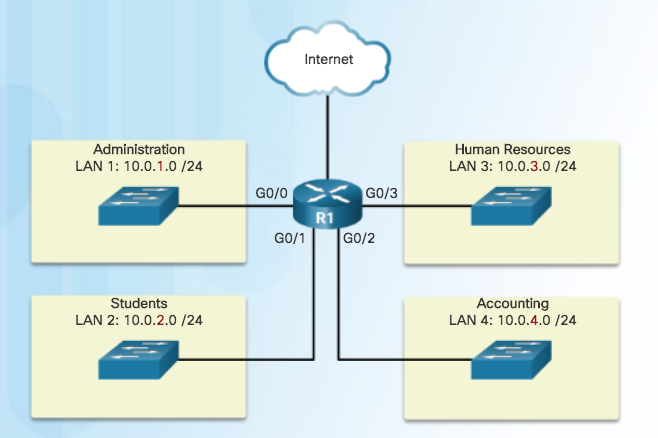 Internet
Administration
LAN 1: 10.0.1.0 /24
Human Resources
LAN 3: 10.0.3.0 /24
G0/0
G0/3
R1
G0/1
G0/2
Students
LAN 2: 10.0.2.0 /24
Accounting
LAN 4: 10.0.4.0 /24